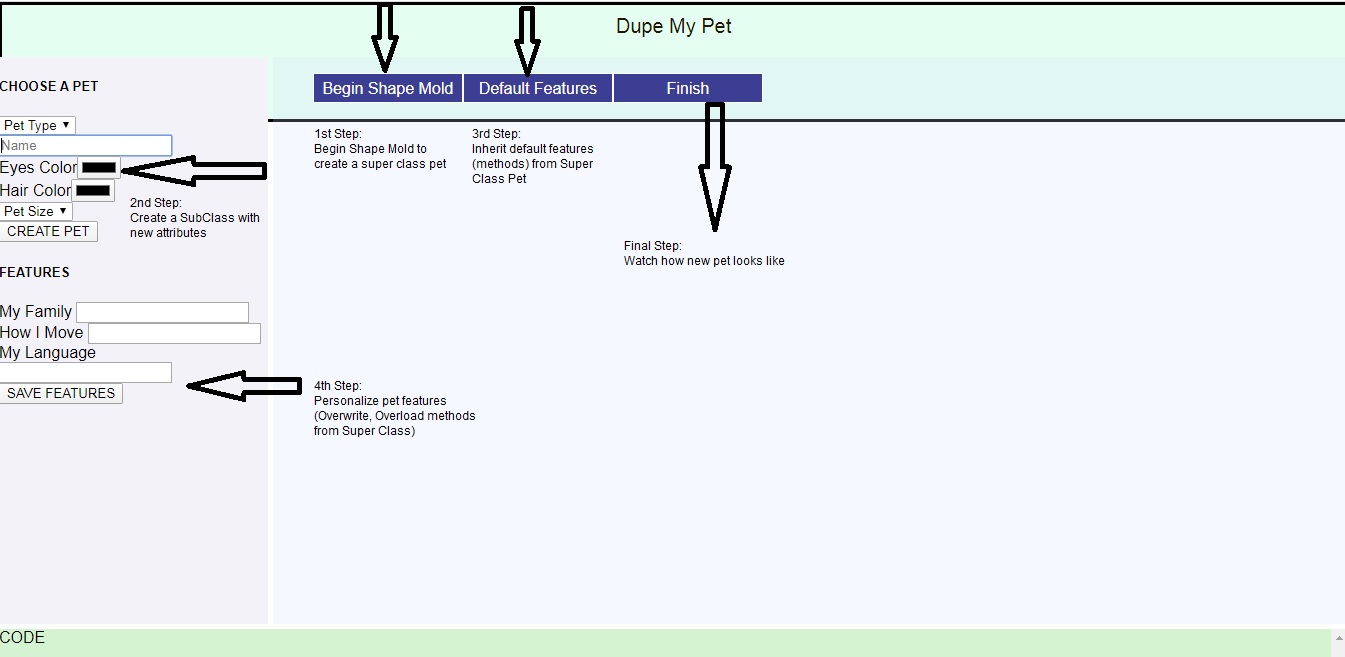 Dupe My Pet
CHOOSE A PET
Pet Type
Name
Eyes Color
Hair Color
Pet Size
CREATE PET
2nd Step:
Create a SubClass with
new attributes
FEATURES
My Family
How I Move
My Language
SAVE FEATURES
Begin Shape Mold
Default Features
Finish
1st Step:
Begin Shape Mold to
create a super class pet
3rd Step:
Inherit default features
(methods) from Super
Class Pet
Final Step:
Watch how new pet looks like
4th Step:
Personalize pet features
(Overwrite, Overload methods
from Super Class)
CODE